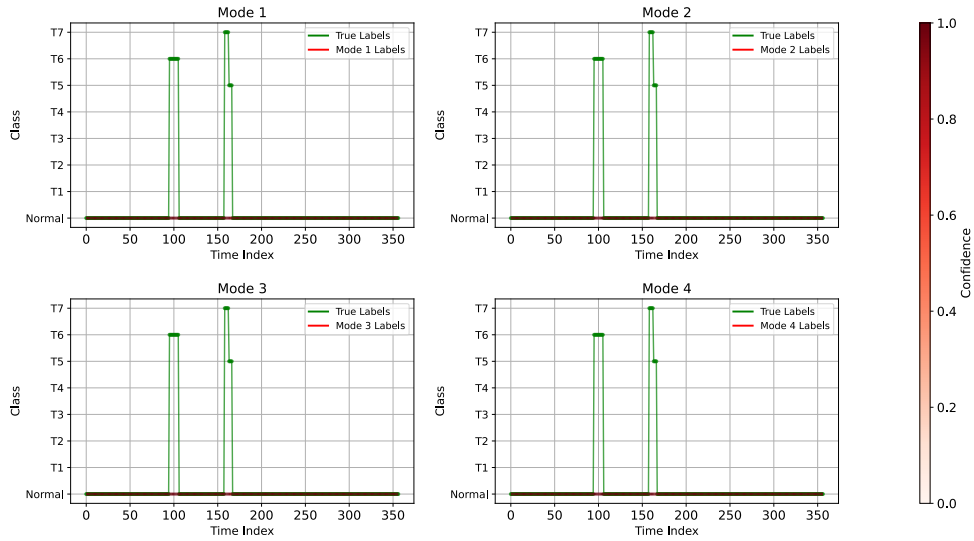 Mode 1
T7
T6
T5
T4
T3
T2
T1
Normal
Class
0 50 100 150 200 250 300 350
Time Index
True Labels
Mode 1 Labels
Mode 2
T7
T6
T5
T4
T3
T2
T1
Normal
Class
0 50 100 150 200 250 300 350
Time Index
True Labels
Mode 2 Labels
Mode 3
T7
T6
T5
T4
T3
T2
T1
Normal
Class
0 50 100 150 200 250 300 350
Time Index
True Labels
Mode 3 Labels
Mode 4
T7
T6
T5
T4
T3
T2
T1
Normal
Class
0 50 100 150 200 250 300 350
Time Index
True Labels
Mode 4 Labels
1.0
0.8
0.6
0.4
0.2
0.0
Confidence